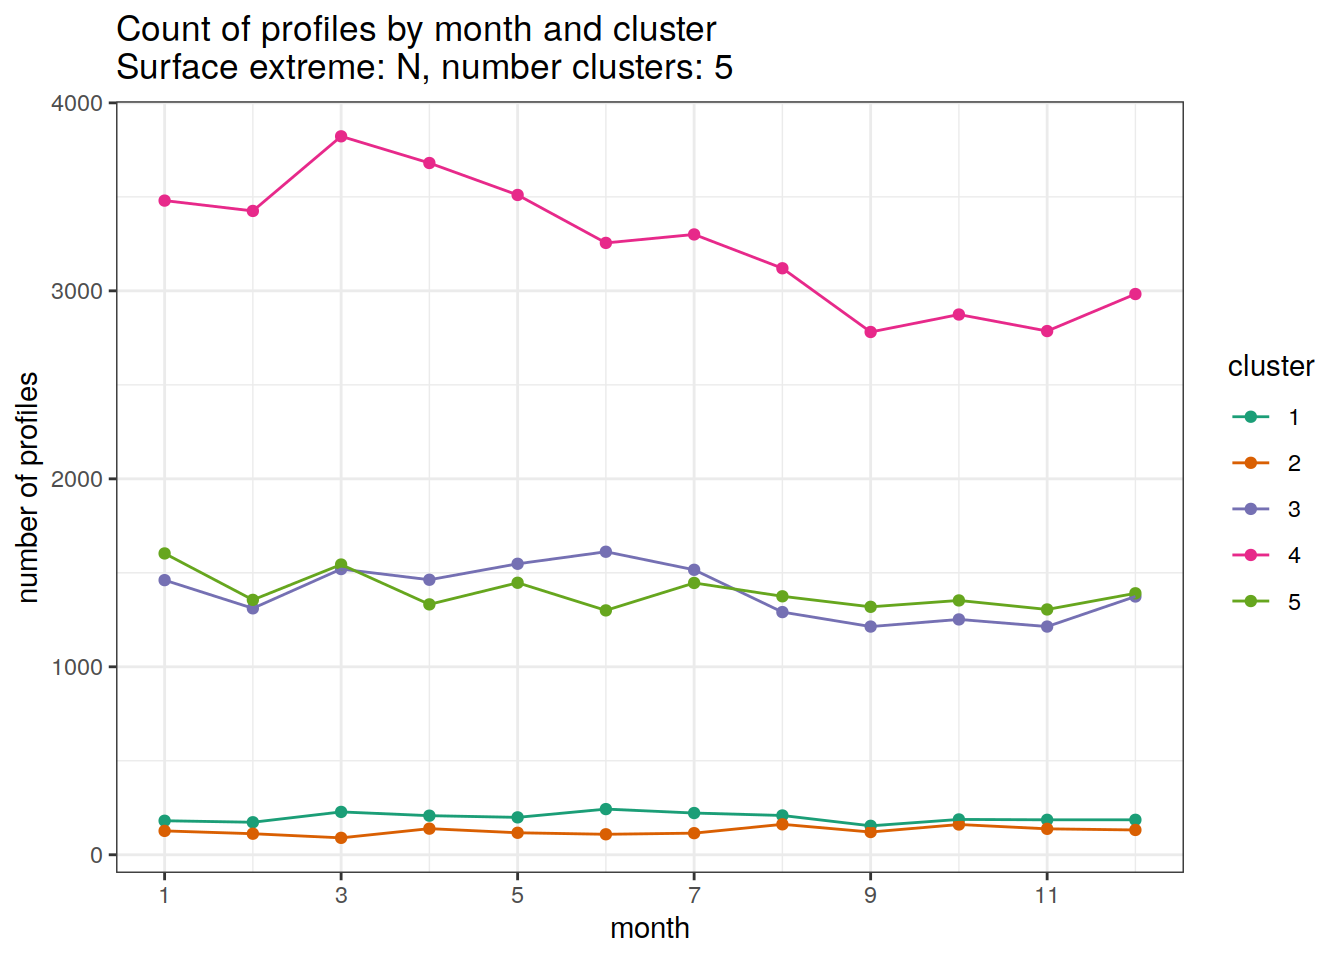 Count of profiles by month and cluster
Surface extreme: N, number clusters: 5
4000
3000
2000
1000
0
number of profiles
1 3 5 7 9 11
month
cluster
1
2
3
4
5